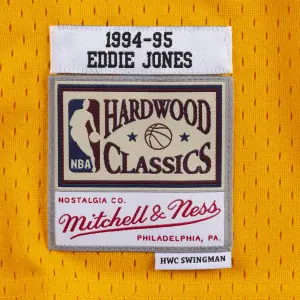 1994-95
EDDIE JONES
HARDWOOD
NBA
CLASSICS
NOSTALGIA CO.
Mitchell & Ness
PHILADELPHIA, PA.
HWC SWINGMAN